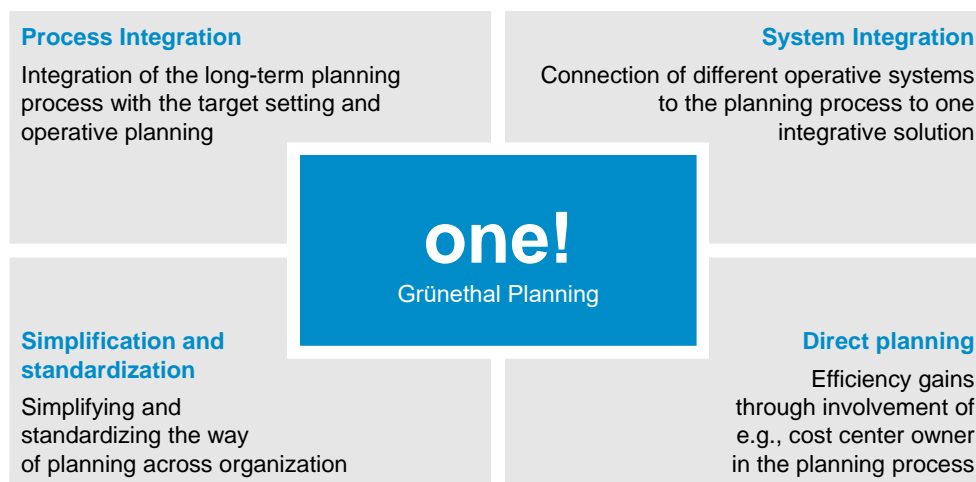 Process Integration
Integration of the long-term planning
process with the target setting and
operative planning
System Integration
Connection of different operative systems
to the planning process to one
integrative solution
one!
Grünethal Planning
Simplification and
standardization
Simplifying and
standardizing the way
of planning across organization
Direct planning
Efficiency gains
through involvement of
e.g., cost center owner
in the planning process